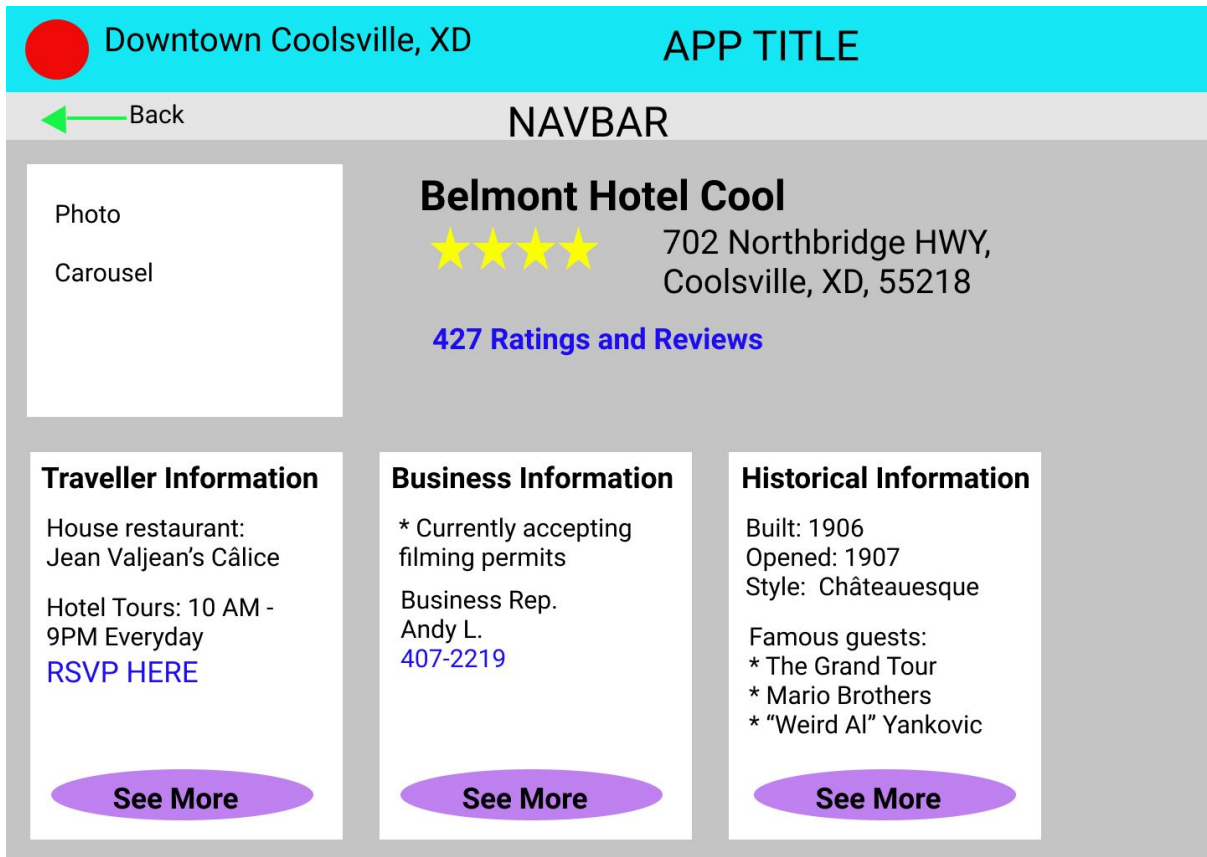 Downtown Coolsville, XD
APP TITLE
Back
NAVBAR
Photo
Carousel
Belmont Hotel Cool
702 Northbridge HWY,
Coolsville, XD, 55218
427 Ratings and Reviews
Traveller Information
House restaurant:
Jean Valjean’s Câlice
Hotel Tours: 10 AM -
9PM Everyday
RSVP HERE
See More
Business Information
* Currently accepting
filming permits
Business Rep.
Andy L.
407-2219
See More
Historical Information
Built: 1906
Opened: 1907
Style:  Châteauesque
Famous guests:
* The Grand Tour
* Mario Brothers
* “Weird Al” Yankovic
See More